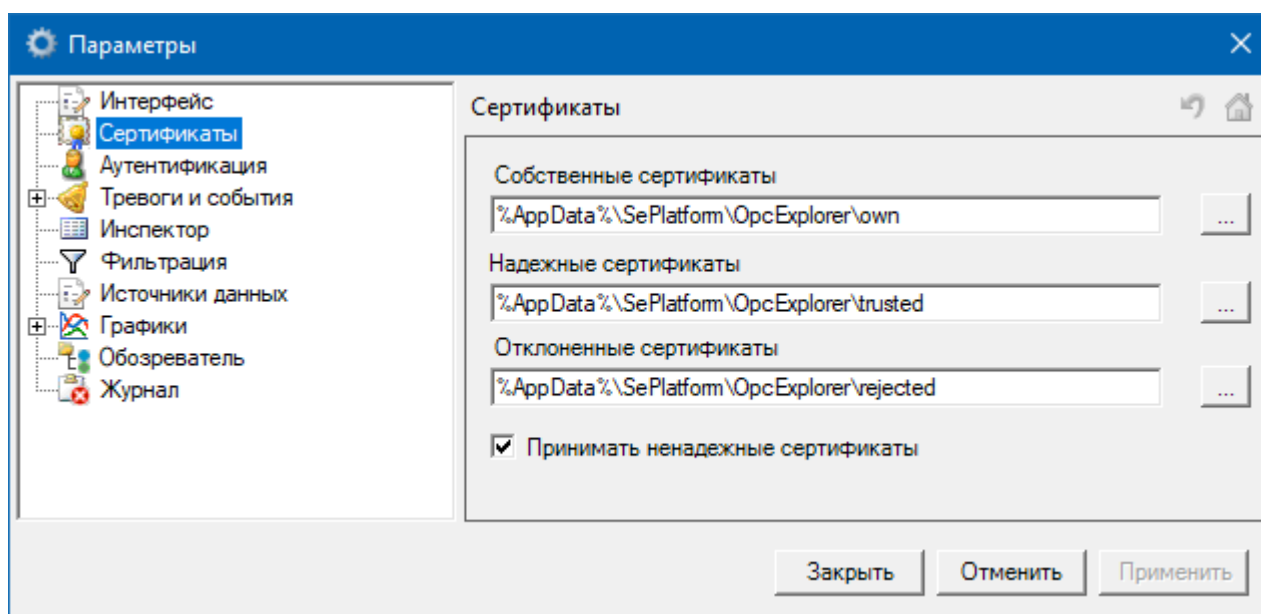 Параметры
Интерфейс
Сертификаты
Аутентификация
Тревоги и события
Инспектор
Фильтрация
Источники данных
Графики
Обозреватель
Журнал
Сертификаты
Собственные сертификаты
%AppData%\SePlatform\OpcExplorer\own
...
Надежные сертификаты
%AppData%\SePlatform\OpcExplorer\trusted
...
Отклоненные сертификаты
%AppData%\SePlatform\OpcExplorer\rejected
...
Принимать ненадежные сертификаты
Закрыть
Отменить
Применить